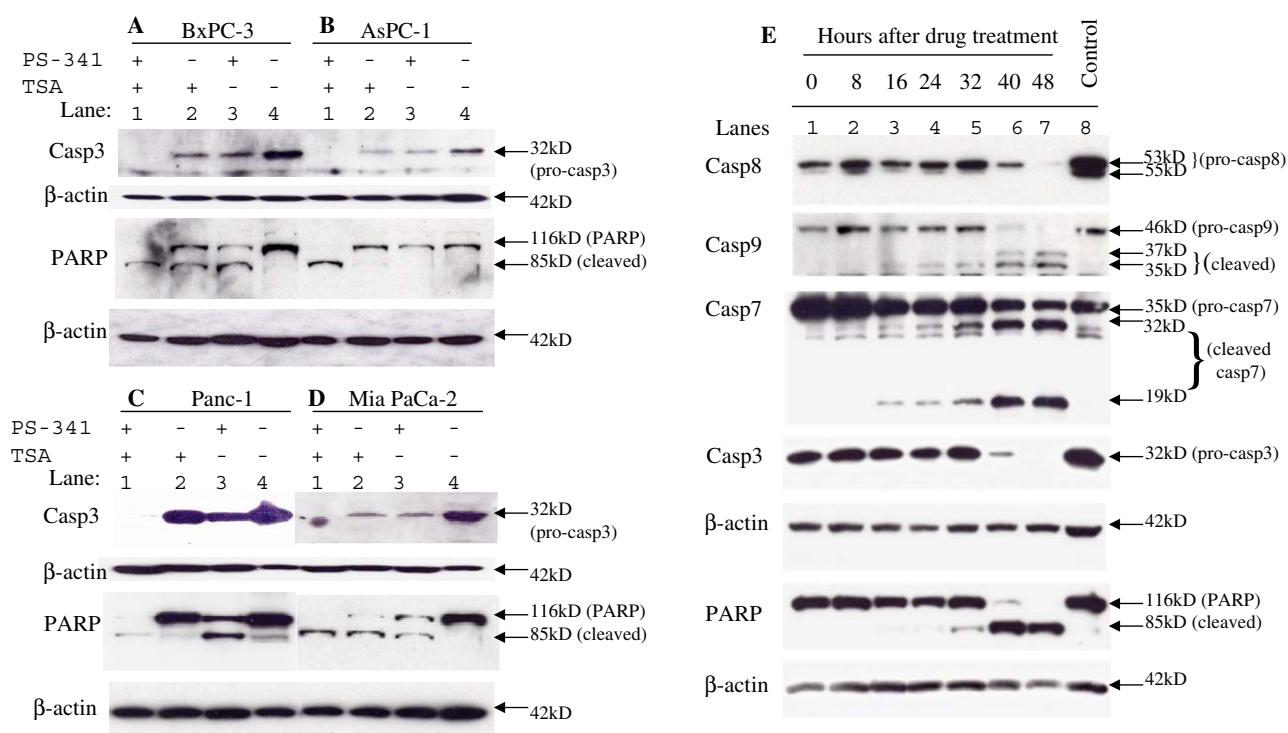 A BxPC-3 B AsPC-1
PS-341 + - + - + - + -
TSA + + - - + + - -
Lane: 1 2 3 4 1 2 3 4
Casp3 32kD
(pro-casp3)
β-actin 42kD
PARP 116kD (PARP)
85kD (cleaved)
β-actin 42kD
C Panc-1 D Mia PaCa-2
PS-341 + - + - + - + -
TSA + + - - + + - -
Lane: 1 2 3 4 1 2 3 4
Casp3 32kD
(pro-casp3)
β-actin 42kD
PARP 116kD (PARP)
85kD (cleaved)
β-actin 42kD
E Hours after drug treatment Control
0 8 16 24 32 40 48
Lanes 1 2 3 4 5 6 7 8
Casp8 53kD }(pro-casp8)
55kD
Casp9 46kD (pro-casp9)
37kD
35kD }(cleaved)
Casp7 35kD (pro-casp7)
32kD
} (cleaved
casp7)
19kD
Casp3 32kD (pro-casp3)
β-actin 42kD
PARP 116kD (PARP)
85kD (cleaved)
β-actin 42kD